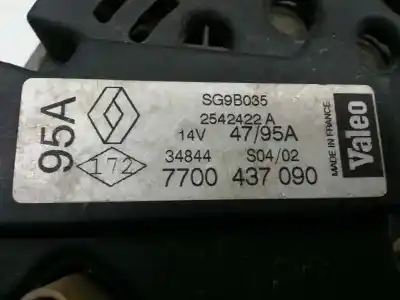 95A
172
SG9B035
2542422 A
14V 47/95A
34844 S04/02
7700 437 090
MADE IN FRANCE
Valeo